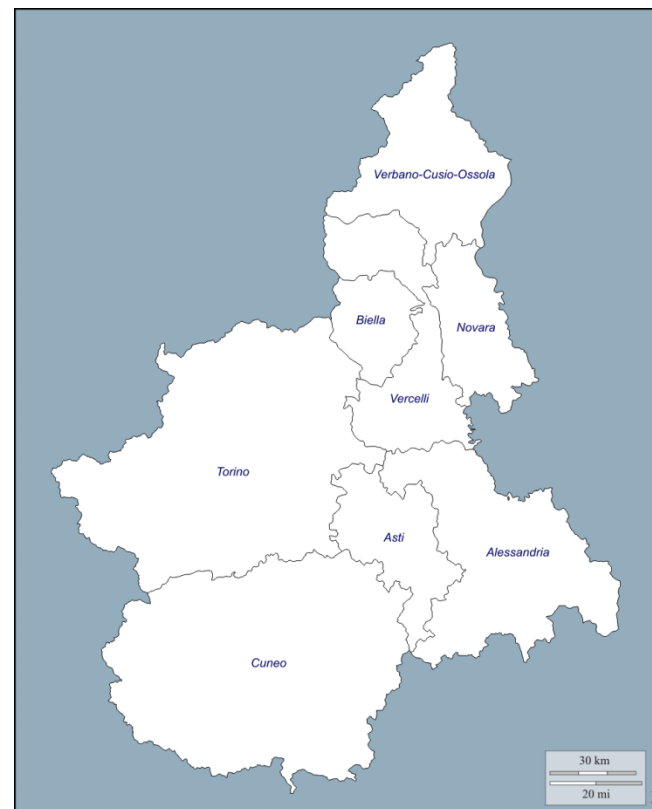 Verbano-Cusio-Ossola
Biella
Novara
Vercelli
Torino
Asti
Alessandria
Cuneo
30 km
20 mi